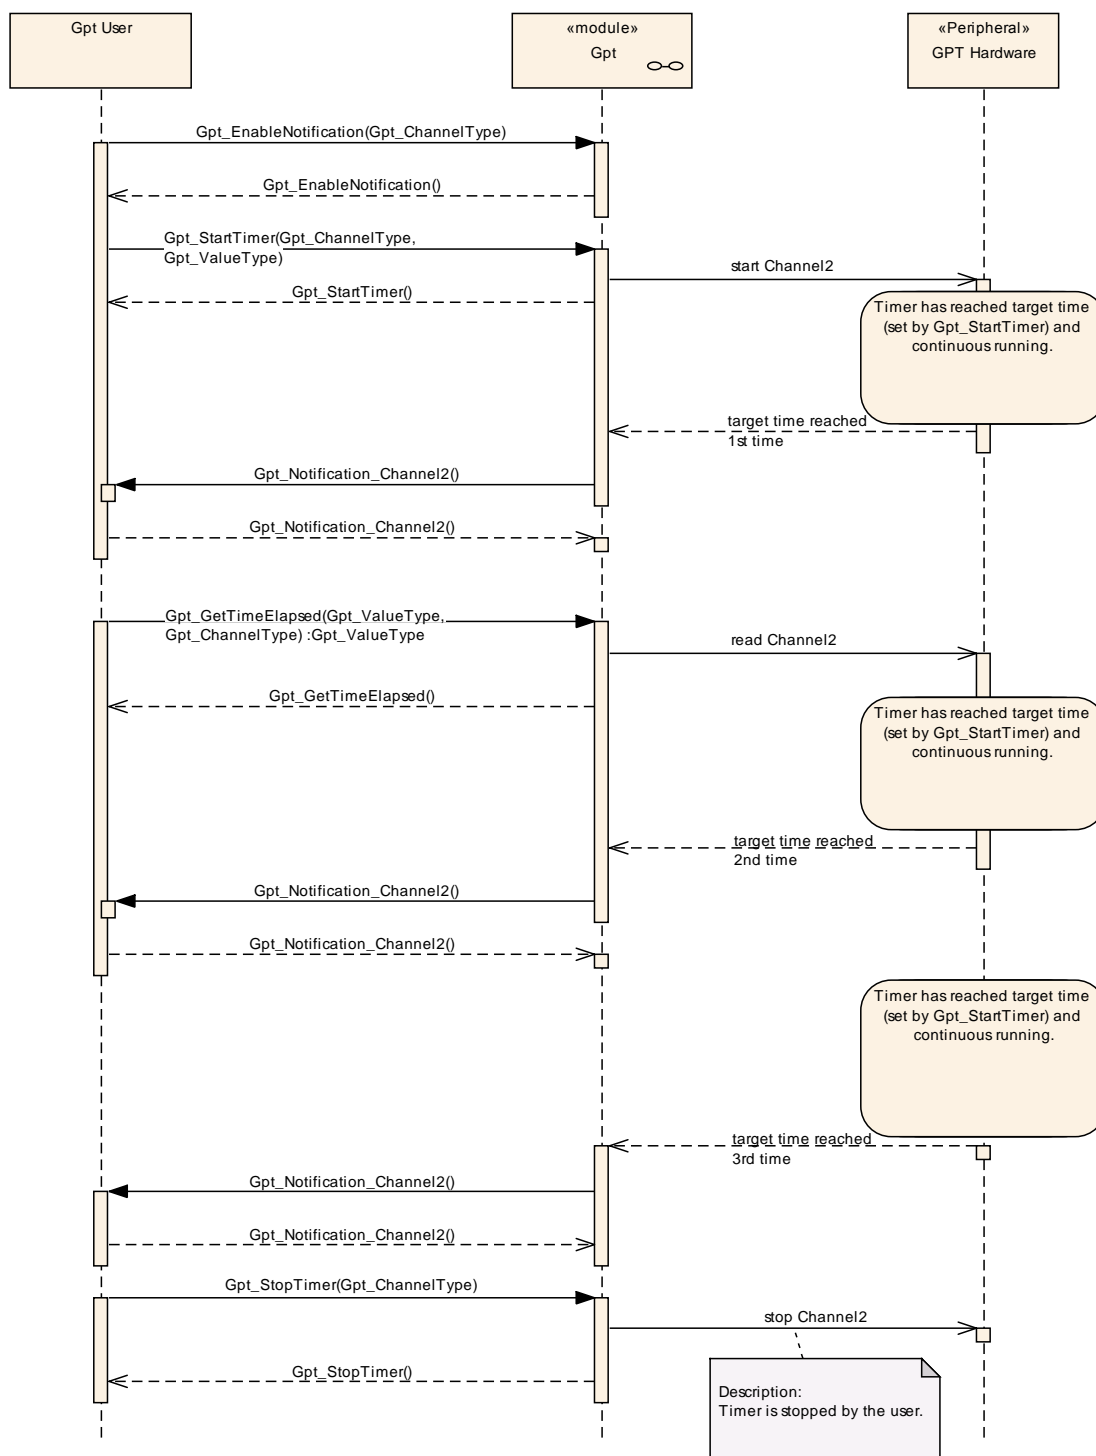 Gpt User
«module»
Gpt
«Peripheral»
GPT Hardware
Gpt_EnableNotification(Gpt_ChannelType)
Gpt_EnableNotification()
Gpt_StartTimer(Gpt_ChannelType,
Gpt_ValueType)
start Channel2
Gpt_StartTimer()
Timer has reached target time
(set by Gpt_StartTimer) and
continuous running.
target time reached
1st time
Gpt_Notification_Channel2()
Gpt_Notification_Channel2()
Gpt_GetTimeElapsed(Gpt_ValueType,
Gpt_ChannelType) :Gpt_ValueType
read Channel2
Gpt_GetTimeElapsed()
Timer has reached target time
(set by Gpt_StartTimer) and
continuous running.
target time reached
2nd time
Gpt_Notification_Channel2()
Gpt_Notification_Channel2()
Timer has reached target time
(set by Gpt_StartTimer) and
continuous running.
target time reached
3rd time
Gpt_Notification_Channel2()
Gpt_Notification_Channel2()
Gpt_StopTimer(Gpt_ChannelType)
stop Channel2
Gpt_StopTimer()
Description:
Timer is stopped by the user.